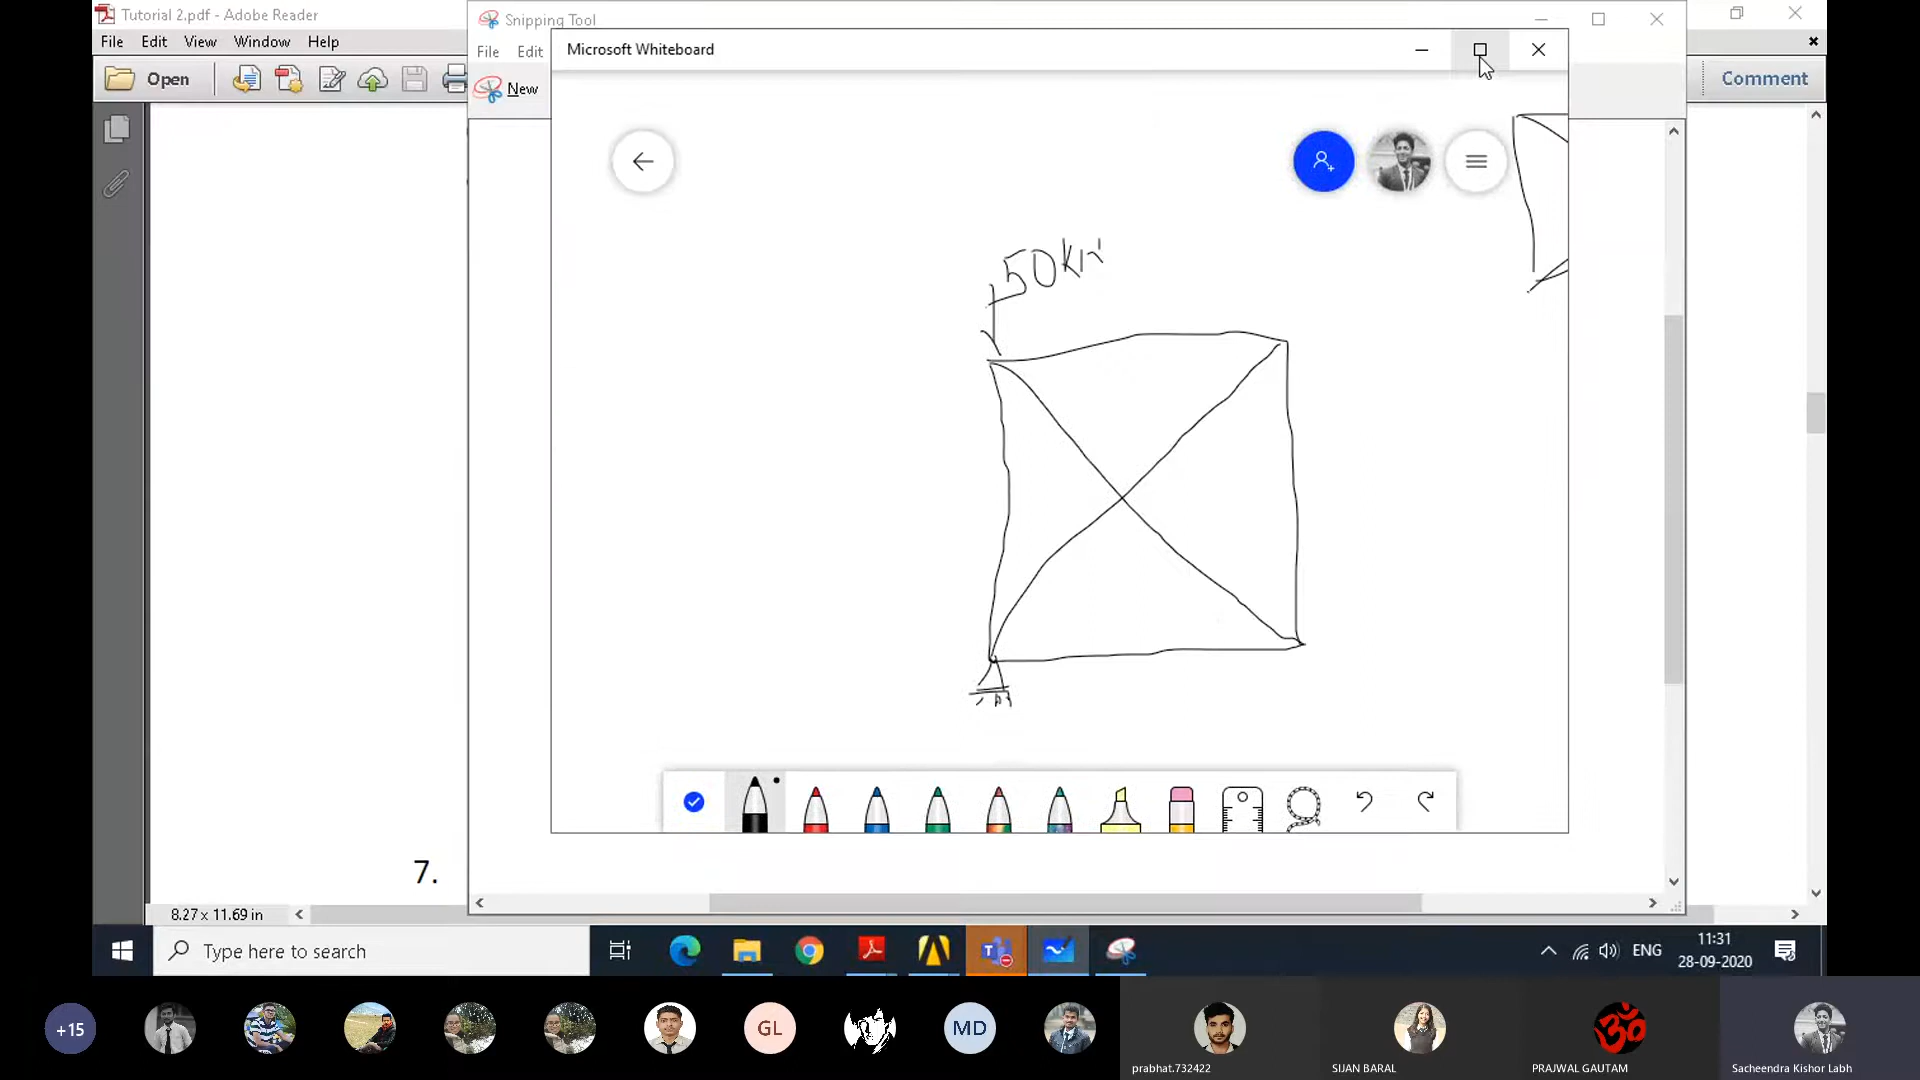 Tutorial 2.pdf - Adobe Reader
Snipping Tool
File Edit View Window Help
File Edit
Microsoft Whiteboard
Open
New
Comment
50kN
7.
8.27 x 11.69 in
Type here to search
ENG
11:31
28-09-2020
+15
GL
MD
prabhat.732422
SIJAN BARAL
PRAJWAL GAUTAM
Sacheendra Kishor Labh